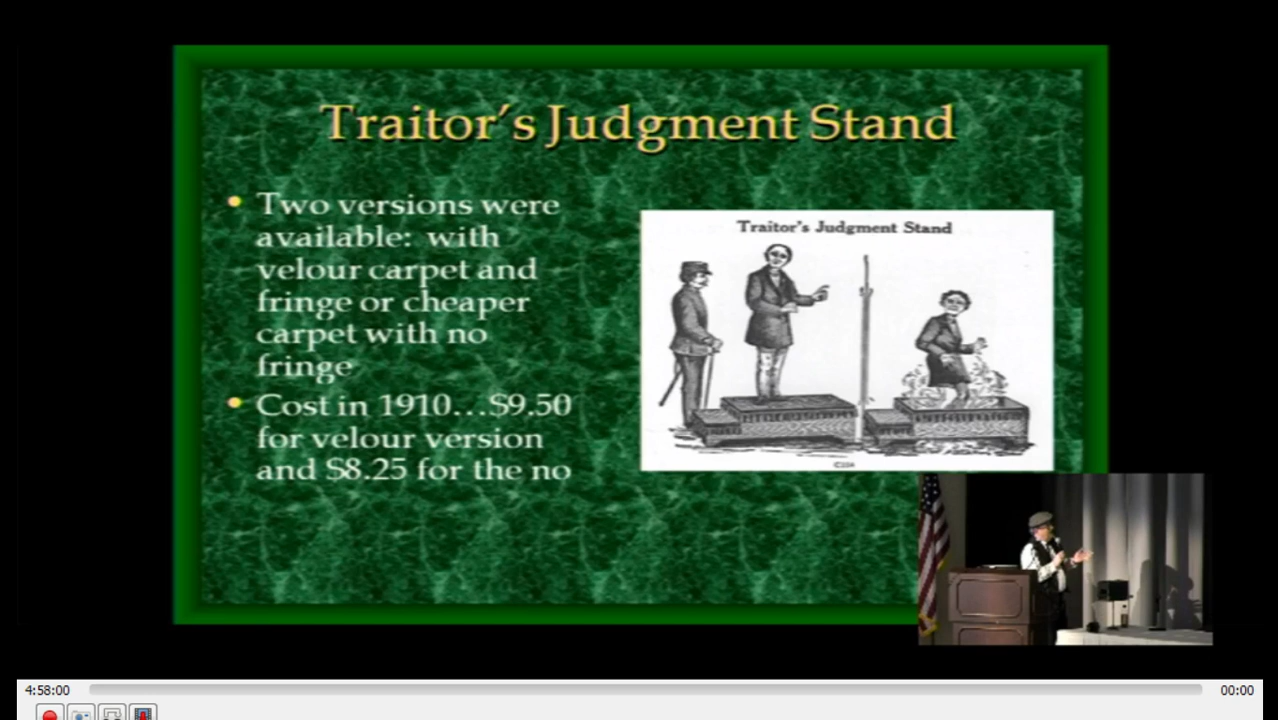 Traitor's Judgment Stand
• Two versions were
available: with
velour carpet and
fringe or cheaper
carpet with no
fringe
• Cost in 1910...$9.50
for velour version
and $8.25 for the no
Traitor's Judgment Stand
4:58:00
00:00